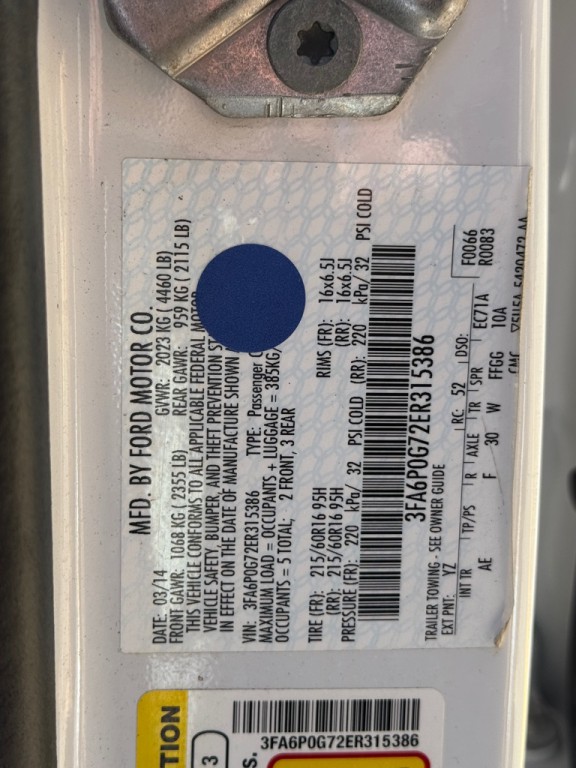 MFD. BY FORD MOTOR CO.
DATE: 03/14 GVWR: 2023 KG ( 4460 LB)
FRONT GAWR: 1068 KG ( 2355 LB) REAR GAWR: 959 KG ( 2115 LB)
THIS VEHICLE CONFORMS TO ALL APPLICABLE FEDERAL MOTOR
VEHICLE SAFETY, BUMPER, AND THEFT PREVENTION
IN EFFECT ON THE DATE OF MANUFACTURE SHOWN
VIN: 3FA6P0G72ER315386 TYPE: Passenger
MAXIMUM LOAD = OCCUPANTS + LUGGAGE = 385KG
OCCUPANTS = 5 TOTAL; 2 FRONT, 3 REAR
TIRE (FR): 215/60R16 95H RIMS (FR): 16x6.5J
(RR): 215/60R16 95H (RR): 16x6.5J
PRESSURE (FR): 220 kPa/ 32 PSI COLD (RR): 220 kPa/ 32 PSI COLD
3FA6P0G72ER315386
TRAILER TOWING - SEE OWNER GUIDE
EXT PNT: YZ RC: 52 DSO: F0066
INT TR TP/PS R AXLE TR SPR EC71A R0083
AE F 30 W FFGG 10A
TION
3
3FA6P0G72ER315386